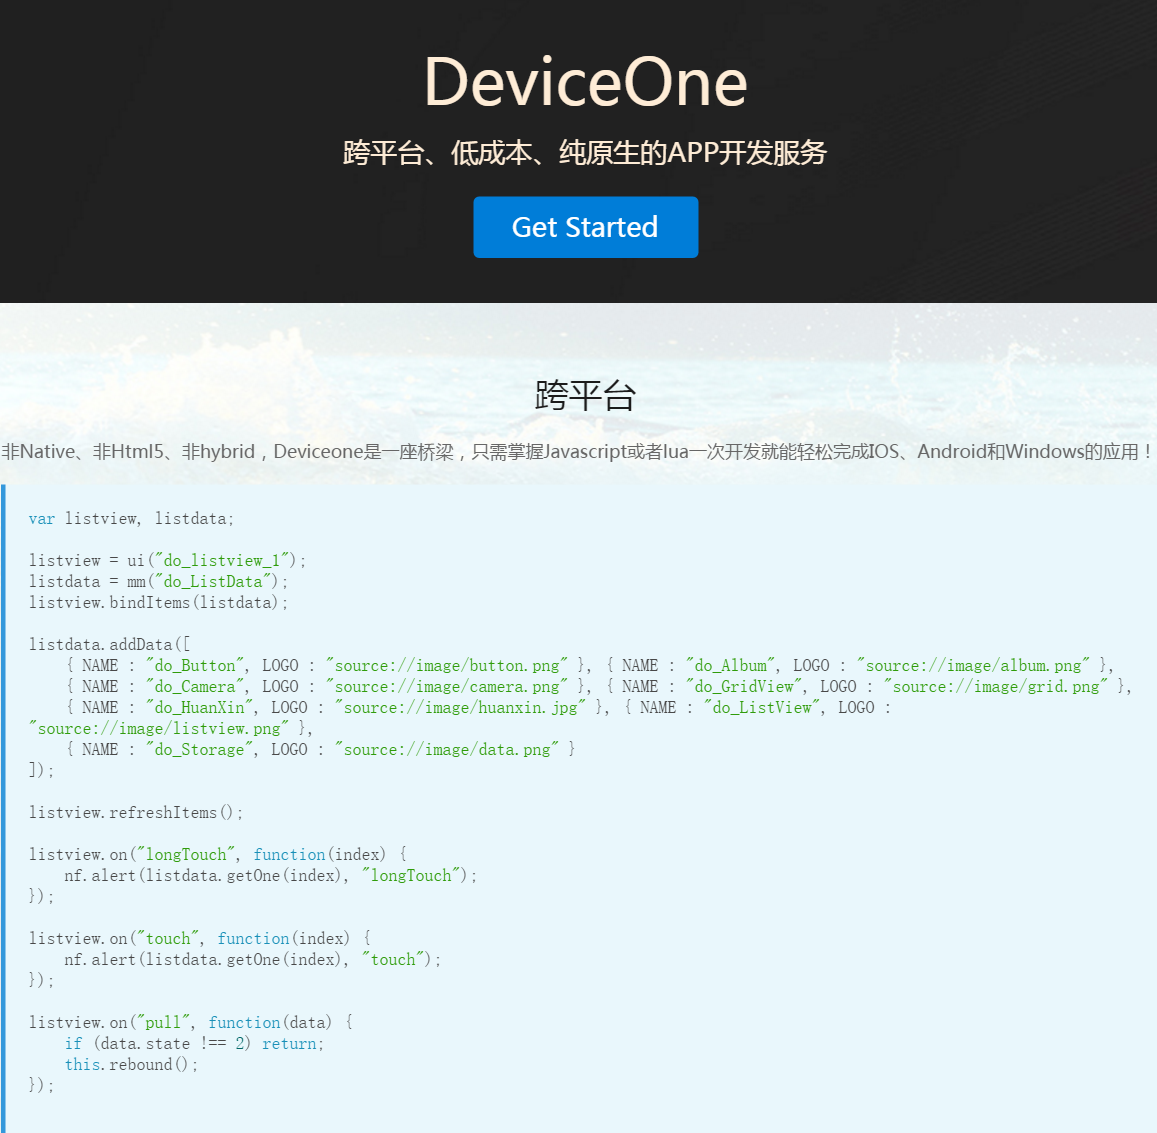 DeviceOne
跨平台、低成本、纯原生的APP开发服务
Get Started
跨平台
非Native、非Html5、非hybrid，Deviceone是一座桥梁，只需掌握Javascript或者lua一次开发就能轻松完成IOS、Android和Windows的应用！
var listview, listdata;
listview = ui("do_listview_1");
listdata = mm("do_ListData");
listview.bindItems(listdata);
listdata.addData([
{ NAME : "do_Button", LOGO : "source://image/button.png" }, { NAME : "do_Album", LOGO : "source://image/album.png" },
{ NAME : "do_Camera", LOGO : "source://image/camera.png" }, { NAME : "do_GridView", LOGO : "source://image/grid.png" },
{ NAME : "do_HuanXin", LOGO : "source://image/huanxin.jpg" }, { NAME : "do_ListView", LOGO :
"source://image/listview.png" },
{ NAME : "do_Storage", LOGO : "source://image/data.png" }
]);
listview.refreshItems();
listview.on("longTouch", function(index) {
nf.alert(listdata.getOne(index), "longTouch");
});
listview.on("touch", function(index) {
nf.alert(listdata.getOne(index), "touch");
});
listview.on("pull", function(data) {
if (data.state !== 2) return;
this.rebound();
});